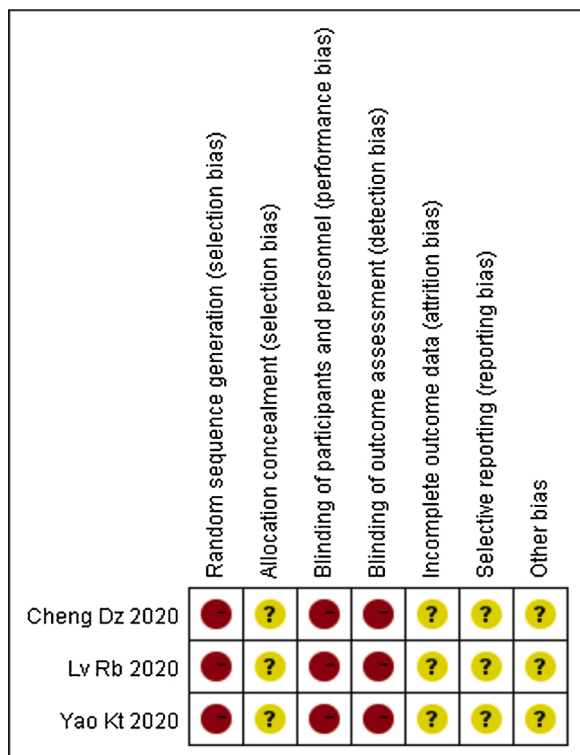 Random sequence generation (selection bias)
Allocation concealment (selection bias)
Blinding of participants and personnel (performance bias)
Blinding of outcome assessment (detection bias)
Incomplete outcome data (attrition bias)
Selective reporting (reporting bias)
Other bias
Cheng Dz 2020 - ? - - ? ? ?
Lv Rb 2020 - ? - - ? ? ?
Yao Kt 2020 - ? - - ? ? ?